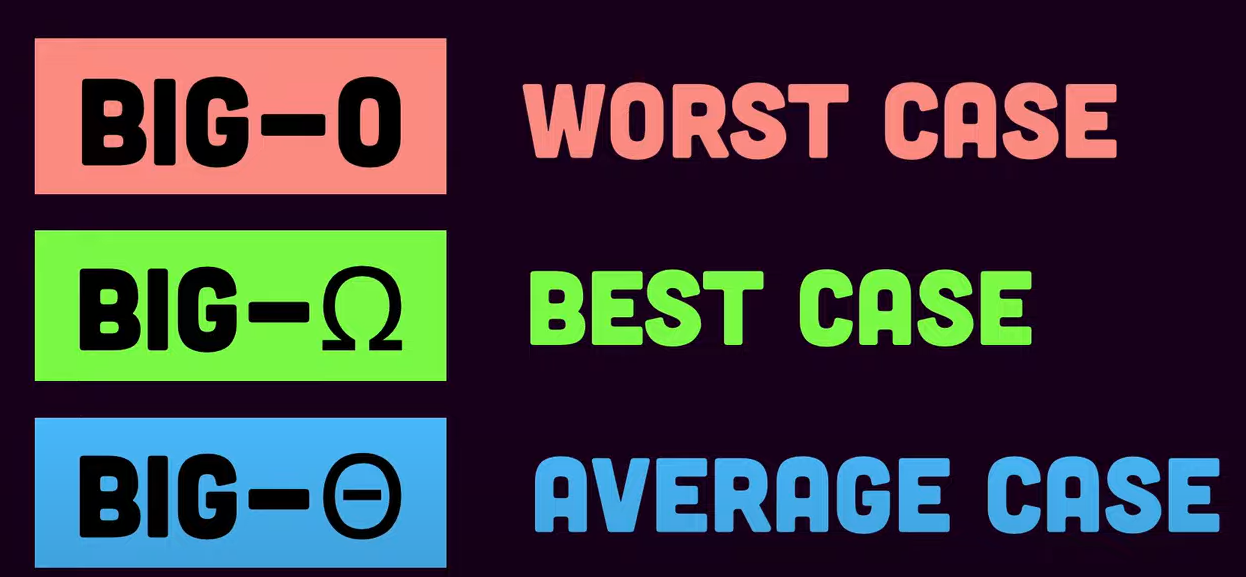 BIG-O WORST CASE
BIG-Ω BEST CASE
BIG-Θ AVERAGE CASE